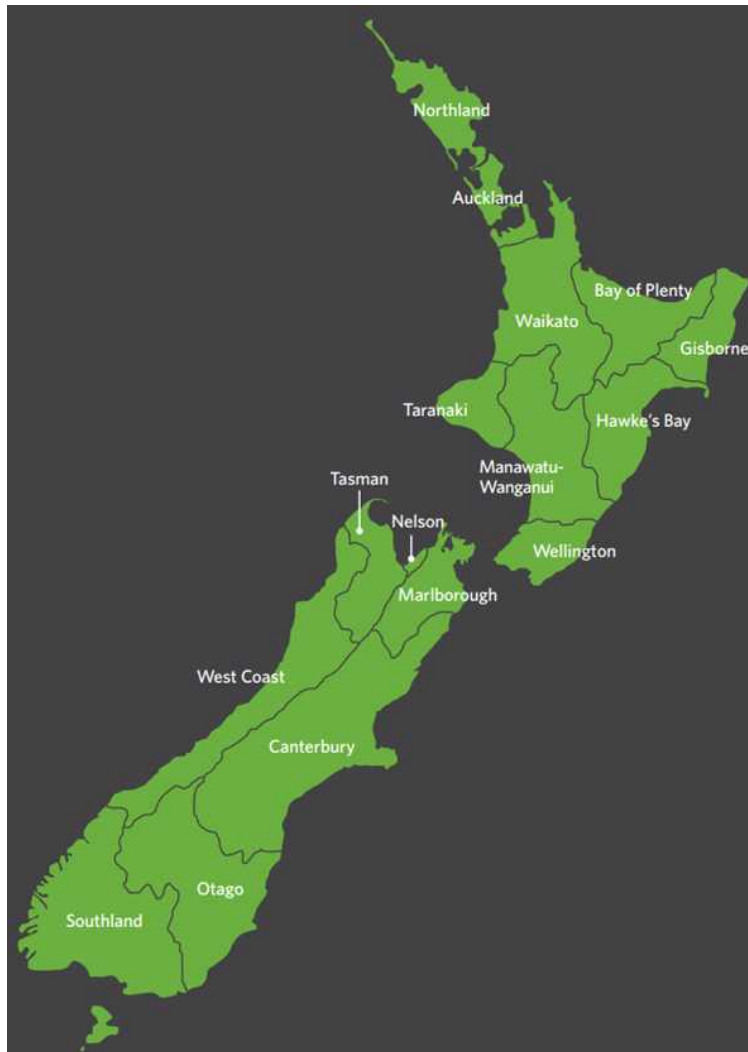 Northland
Auckland
Bay of Plenty
Waikato
Gisborne
Taranaki
Hawke's Bay
Manawatu-
Wanganui
Tasman
Nelson
Wellington
Marlborough
West Coast
Canterbury
Otago
Southland